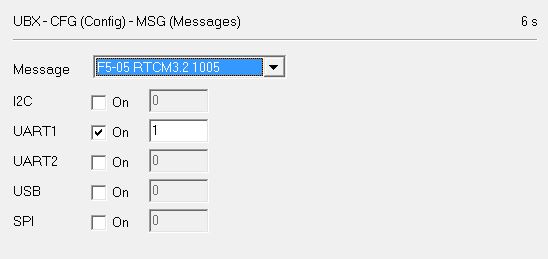 UBX - CFG (Config) - MSG (Messages) 6 s
Message F5-05 RTCM3.2 1005
I2C On 0
UART1 On 1
UART2 On 0
USB On 0
SPI On 0